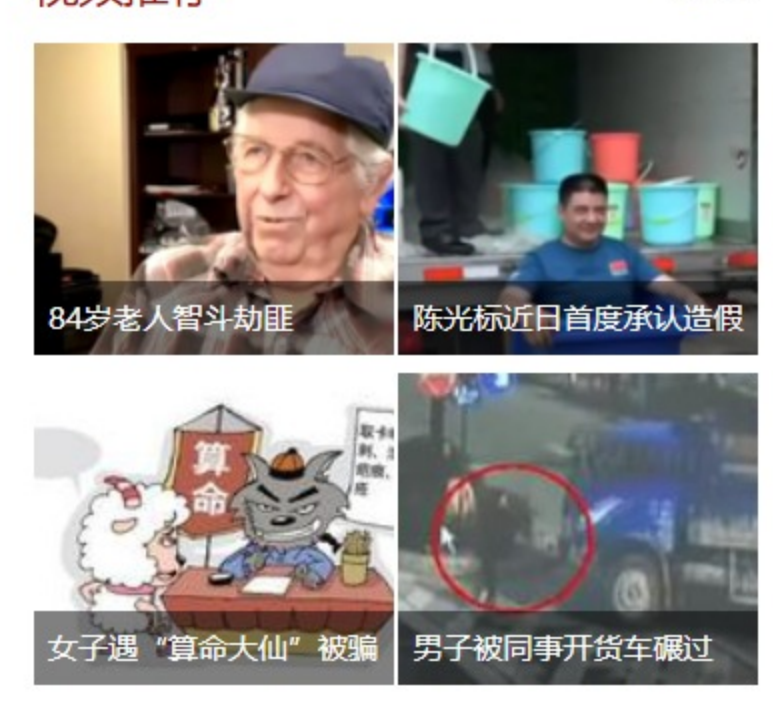 84岁老人智斗劫匪
陈光标近日首度承认造假
算
命
女子遇“算命大仙”被骗
男子被同事开货车碾过